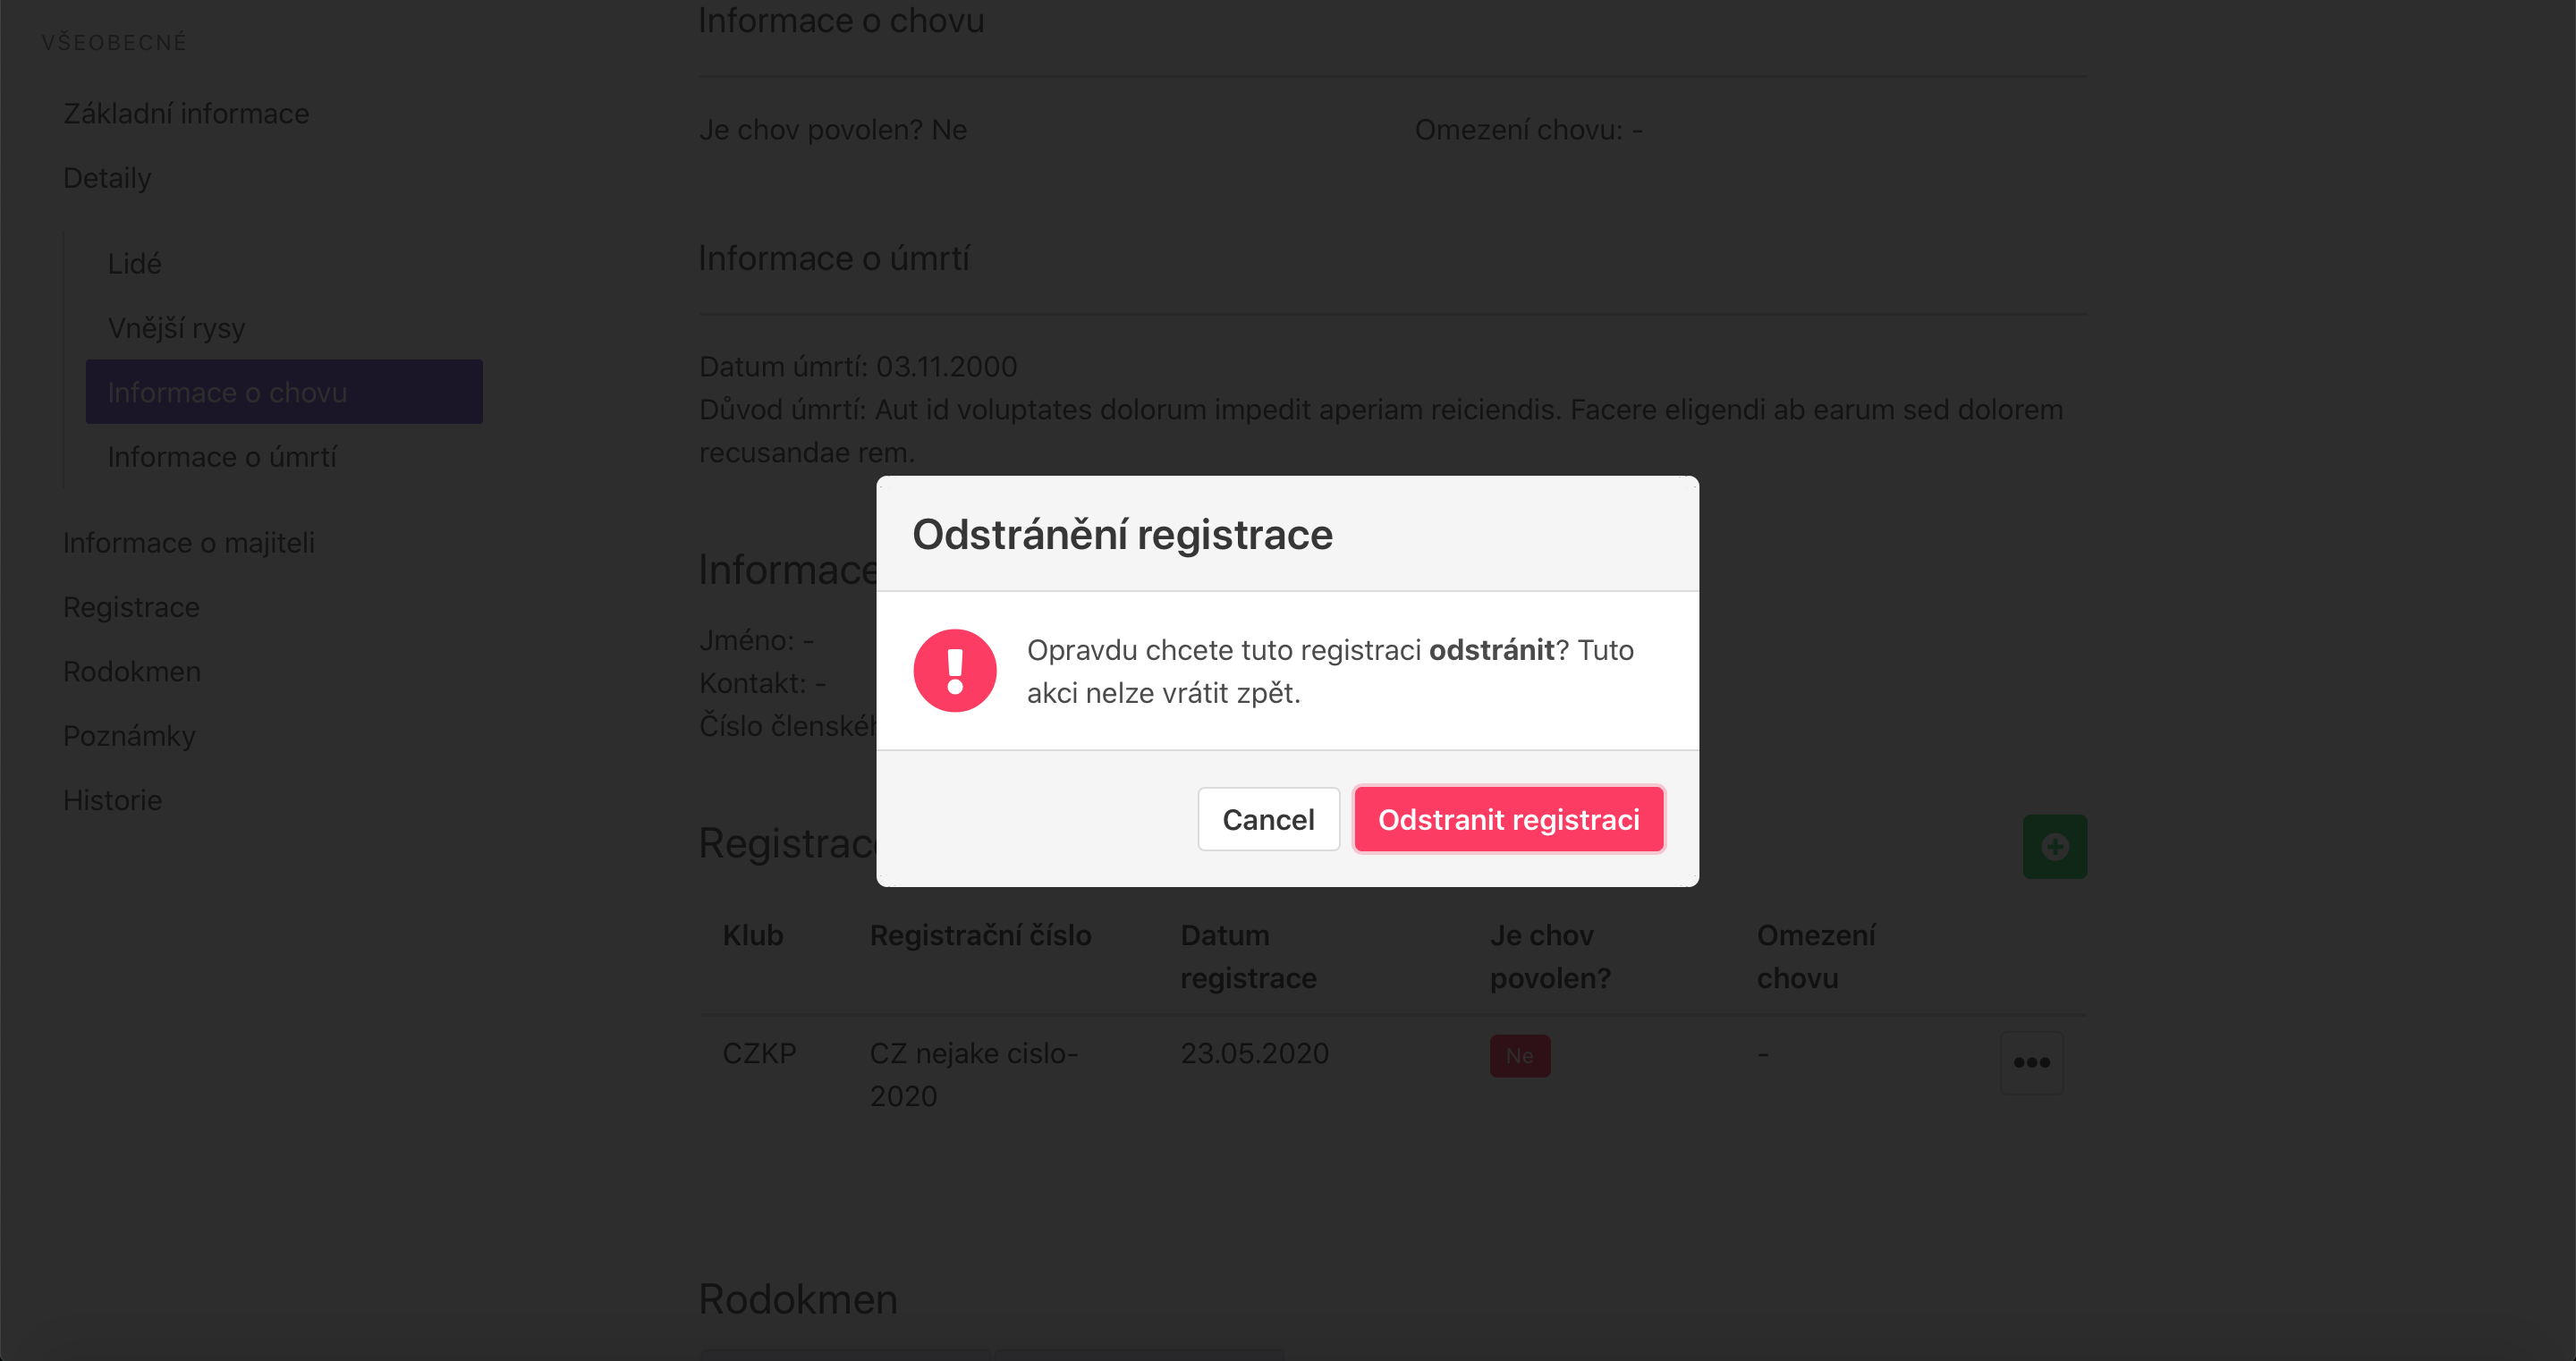 VŠEOBECNÉ
Základní informace
Detaily
Lidé
Vnější rysy
Informace o chovu
Informace o úmrtí
Informace o majiteli
Registrace
Rodokmen
Poznámky
Historie
Informace o chovu
Je chov povolen? Ne
Omezení chovu: -
Informace o úmrtí
Datum úmrtí: 03.11.2000
Důvod úmrtí: Aut id voluptates dolorum impedit aperiam reiciendis. Facere eligendi ab earum sed dolorem
recusandae rem.
Informace
Jméno: -
Kontakt: -
Číslo
Odstránění registrace
Opravdu chcete tuto registraci odstránit? Tuto
akci nelze vrátit zpět.
Cancel
Odstranit registraci
Registrac
Klub
Registrační číslo
Datum
registrace
Je chov
povolen?
Omezení
chovu
CZKP
CZ nejake cislo-
2020
23.05.2020
Ne
-
Rodokmen